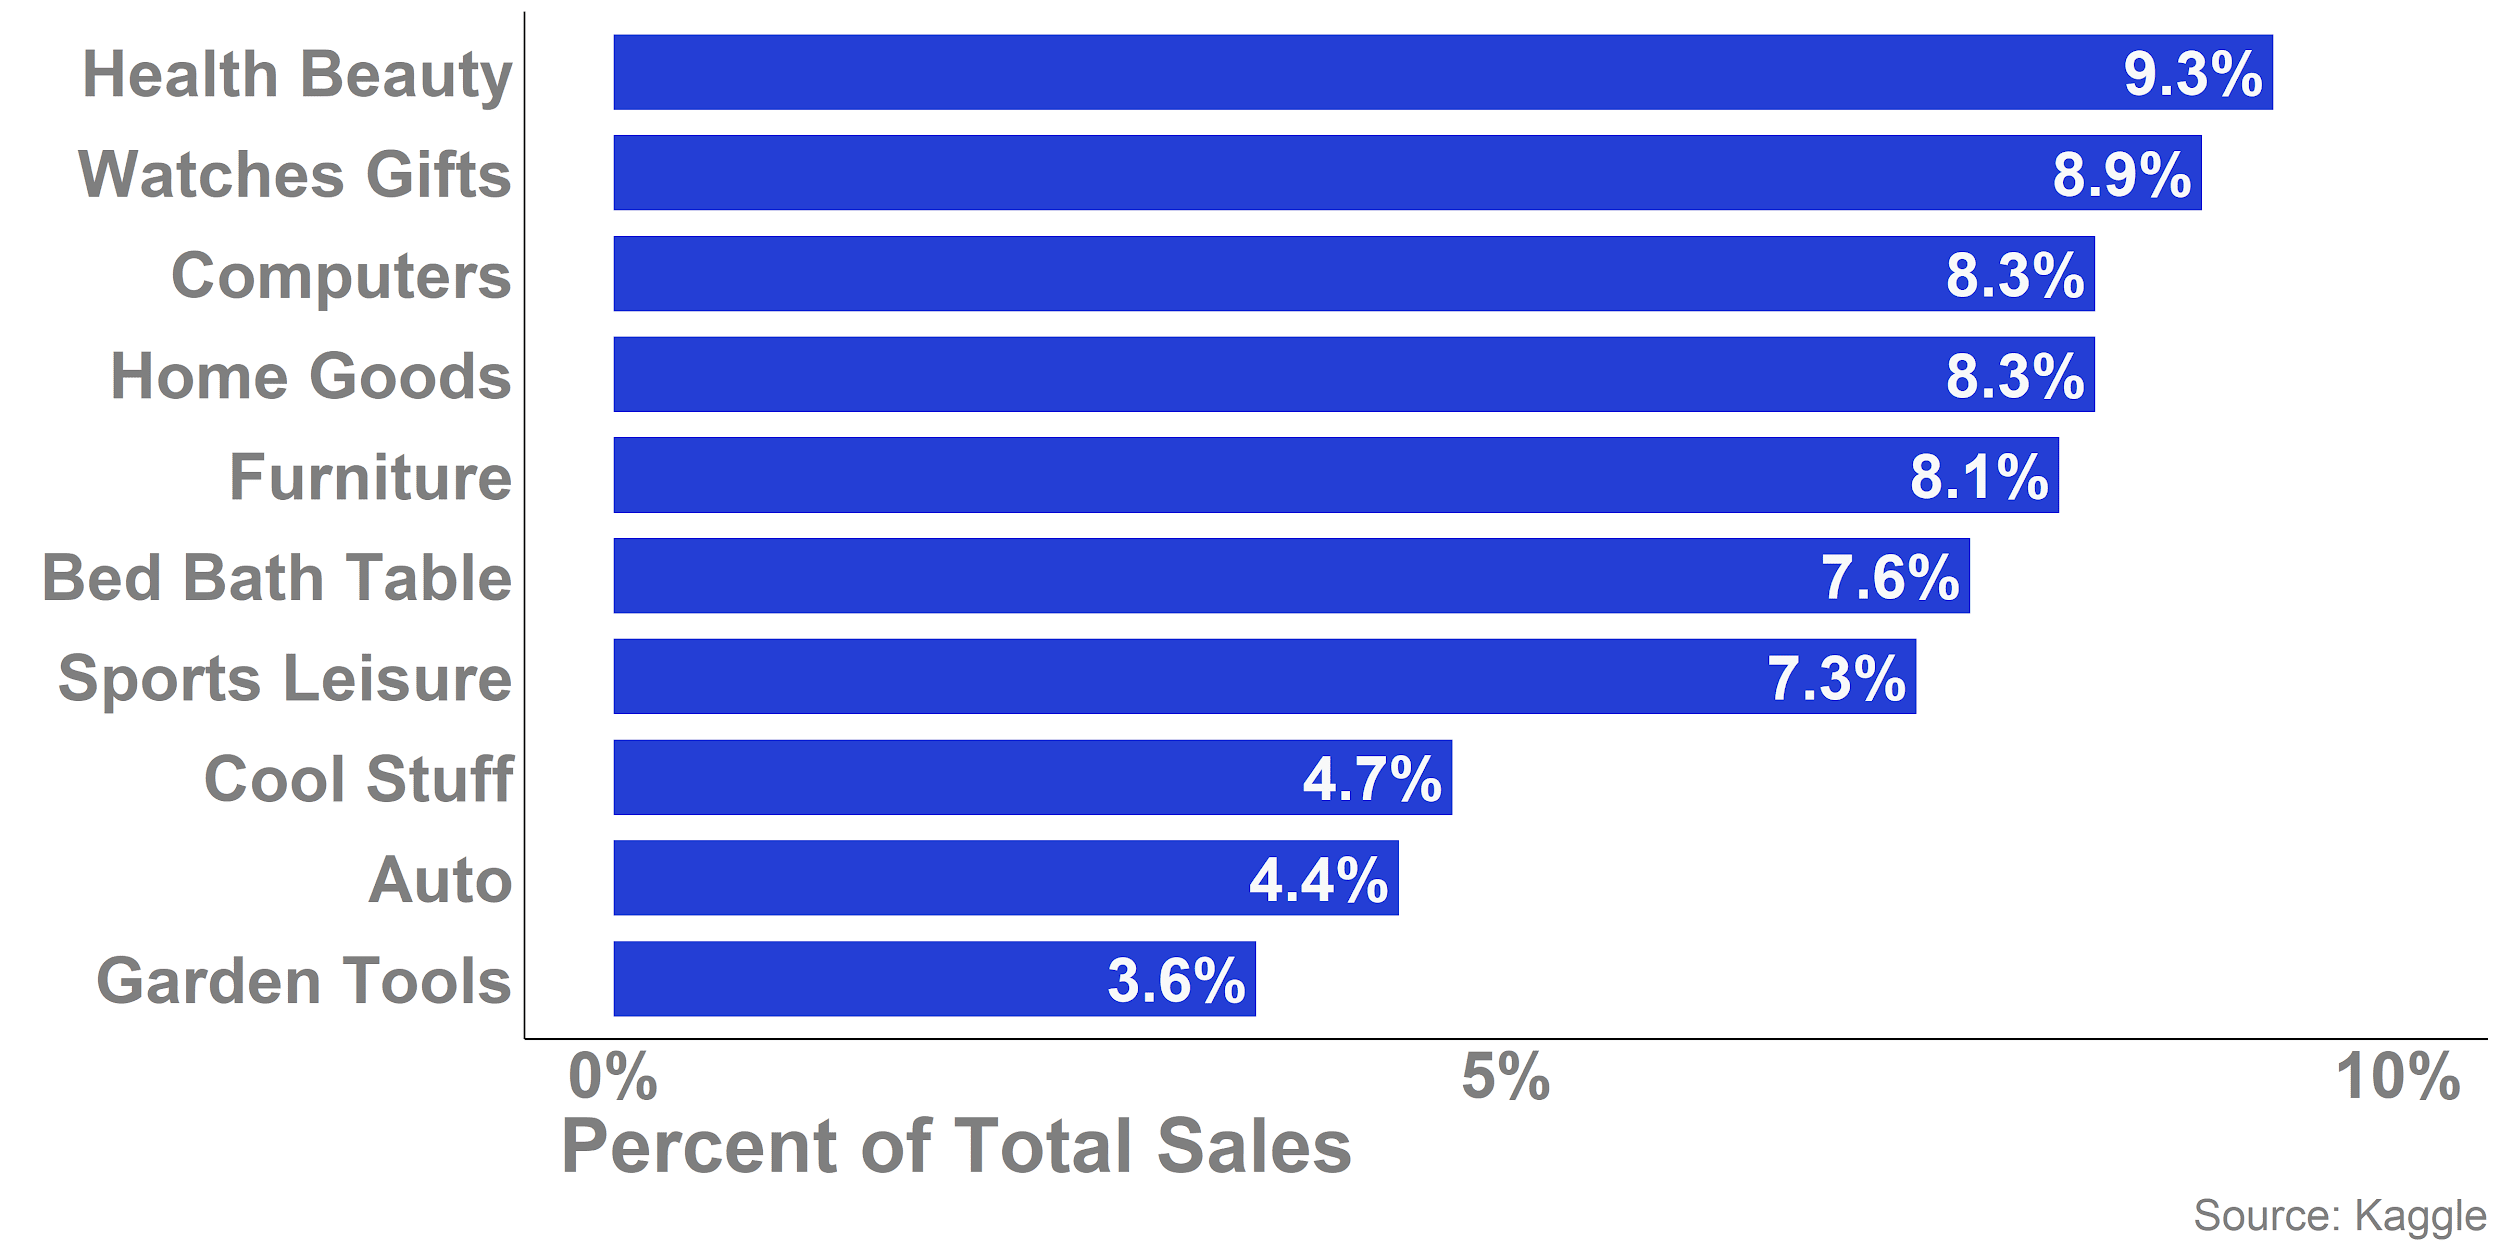 Health Beauty 9.3%
Watches Gifts 8.9%
Computers 8.3%
Home Goods 8.3%
Furniture 8.1%
Bed Bath Table 7.6%
Sports Leisure 7.3%
Cool Stuff 4.7%
Auto 4.4%
Garden Tools 3.6%
0% 5% 10%
Percent of Total Sales
Source: Kaggle